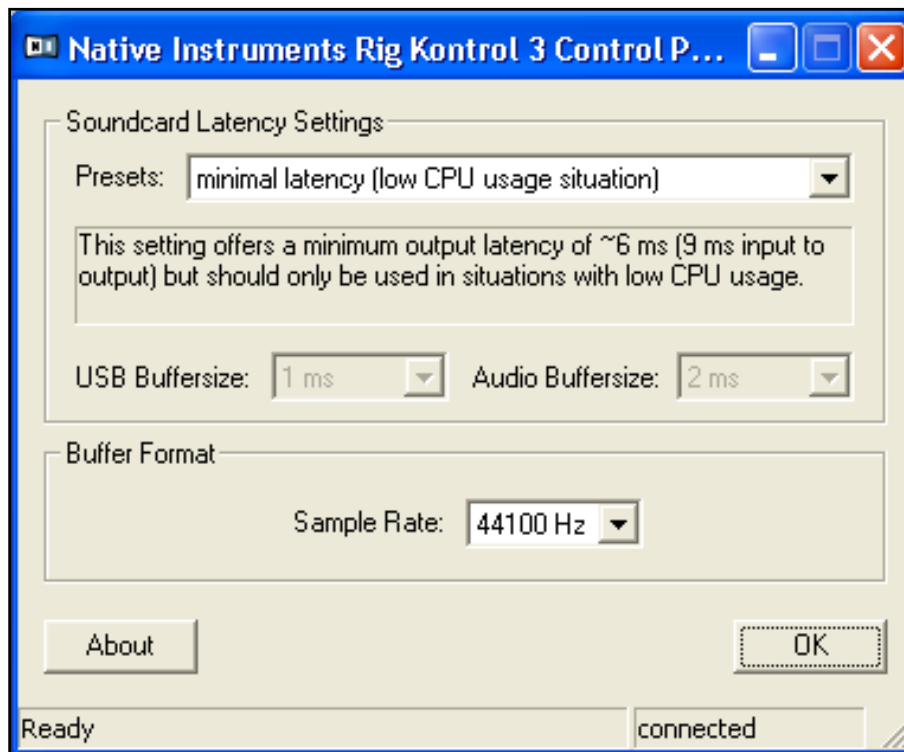 Native Instruments Rig Kontrol 3 Control P...
Soundcard Latency Settings
Presets: minimal latency (low CPU usage situation)
This setting offers a minimum output latency of ~6 ms (9 ms input to
output) but should only be used in situations with low CPU usage.
USB Buffersize: 1 ms Audio Buffersize: 2 ms
Buffer Format
Sample Rate: 44100 Hz
About OK
Ready connected